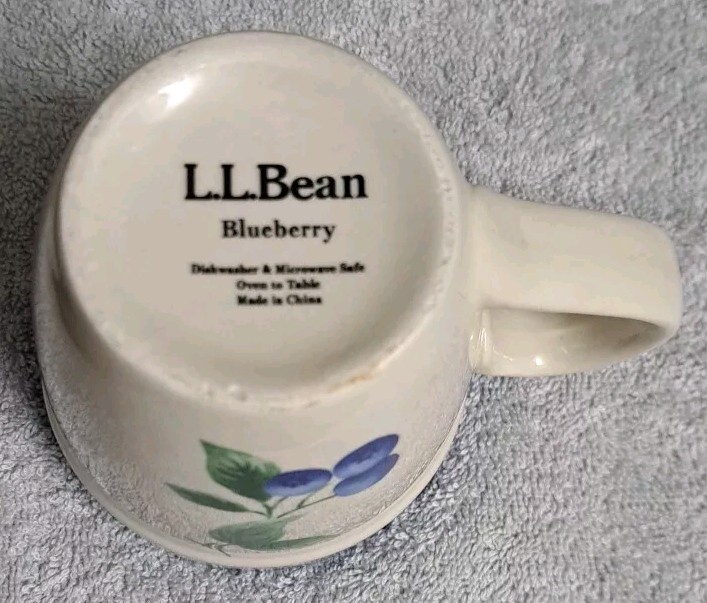 L.L.Bean
Blueberry
Dishwasher & Microwave Safe
Oven to Table
Made in China